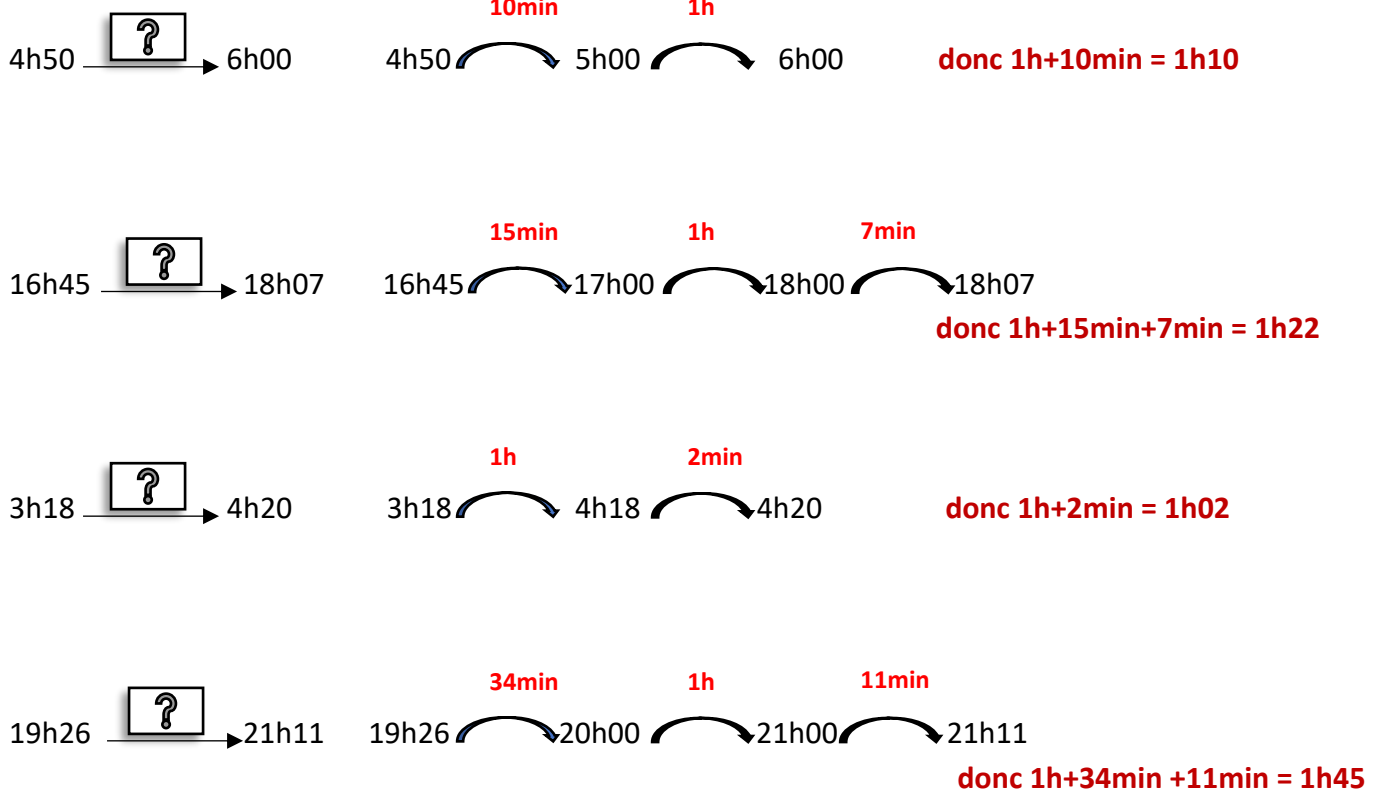 10min 1h
4h50 ? 6h00 4h50 5h00 6h00 donc 1h+10min = 1h10
15min 1h 7min
16h45 ? 18h07 16h45 17h00 18h00 18h07
donc 1h+15min+7min = 1h22
1h 2min
3h18 ? 4h20 3h18 4h18 4h20 donc 1h+2min = 1h02
34min 1h 11min
19h26 ? 21h11 19h26 20h00 21h00 21h11
donc 1h+34min +11min = 1h45